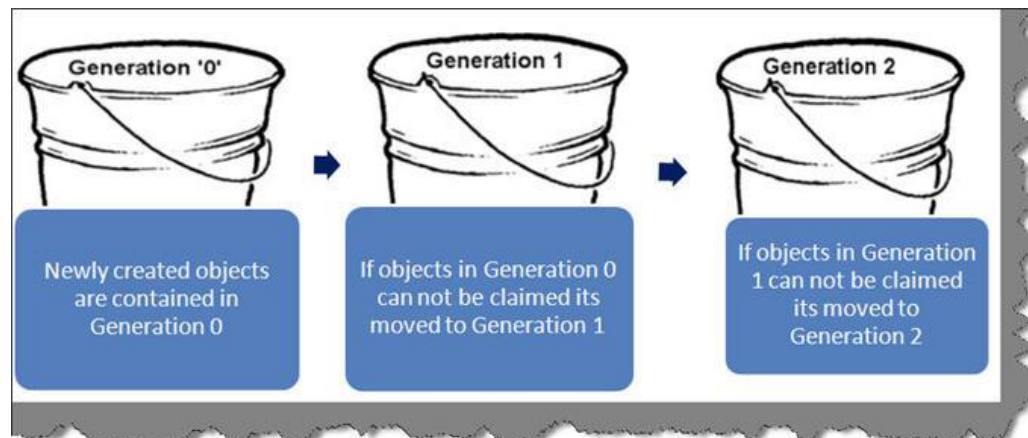 Generation '0'
Generation 1
Generation 2
Newly created objects
are contained in
Generation 0
If objects in Generation 0
can not be claimed its
moved to Generation 1
If objects in Generation
1 can not be claimed
its moved to
Generation 2